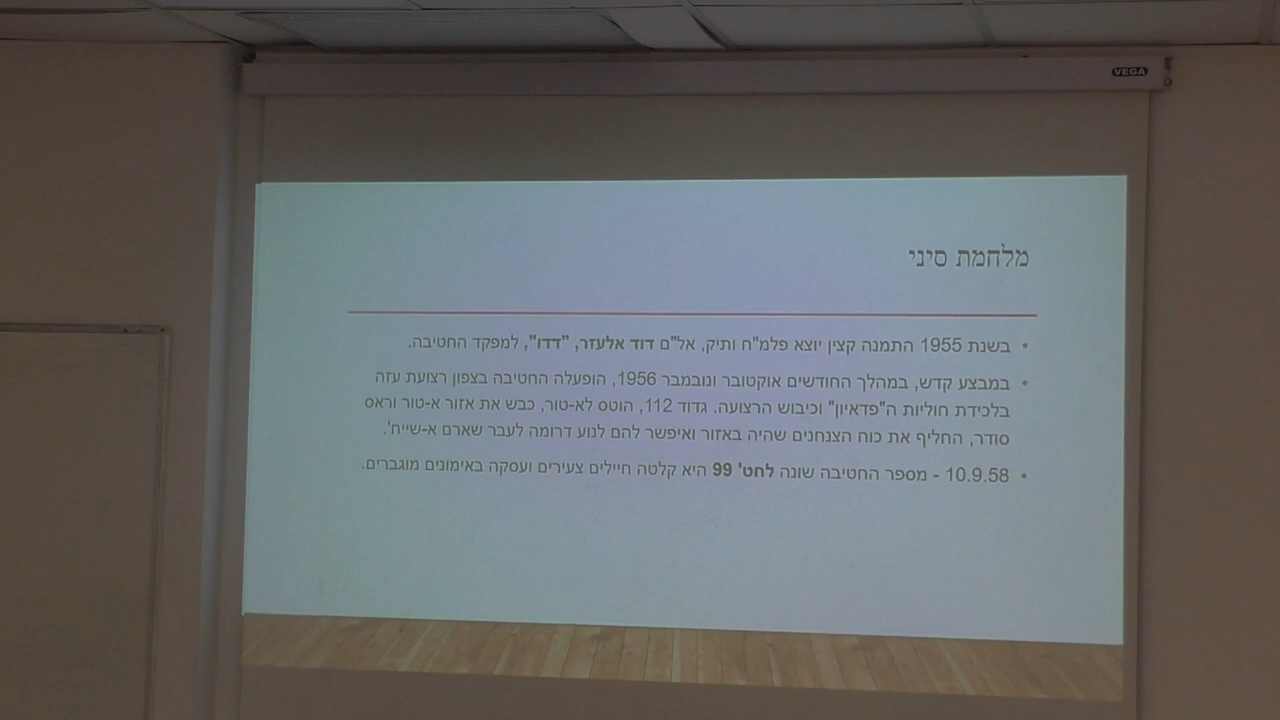 VEGA
מלחמת סיני
• בשנת 1955 התמנה קצין יוצא פלמ"ח ותיק, אל"ם דוד אלעזר, "דדו", למפקד החטיבה.
• במבצע קדש, במהלך החודשים אוקטובר ונובמבר 1956, הופעלה החטיבה בצפון רצועת עזה
בלכידת חוליות ה"פדאיון" וכיבוש הרצועה. גדוד 112, הוטס לא-טור, כבש את אזור א-טור וראס
סודר, החליף את כוח הצנחנים שהיה באזור ואיפשר להם לנוע דרומה לעבר שארם א-שייח'.
• 10.9.58 - מספר החטיבה שונה לחט' 99 היא קלטה חיילים צעירים ועסקה באימונים מוגברים.